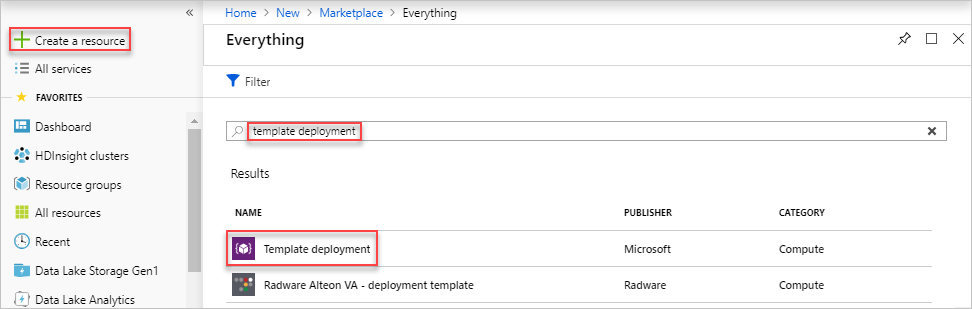 «
Create a resource
All services
FAVORITES
Dashboard
HDInsight clusters
Resource groups
All resources
Recent
Data Lake Storage Gen1
Data Lake Analytics
Home > New > Marketplace > Everything
Everything
Filter
template deployment
Results
NAME PUBLISHER CATEGORY
Template deployment Microsoft Compute
Radware Alteon VA - deployment template Radware Compute